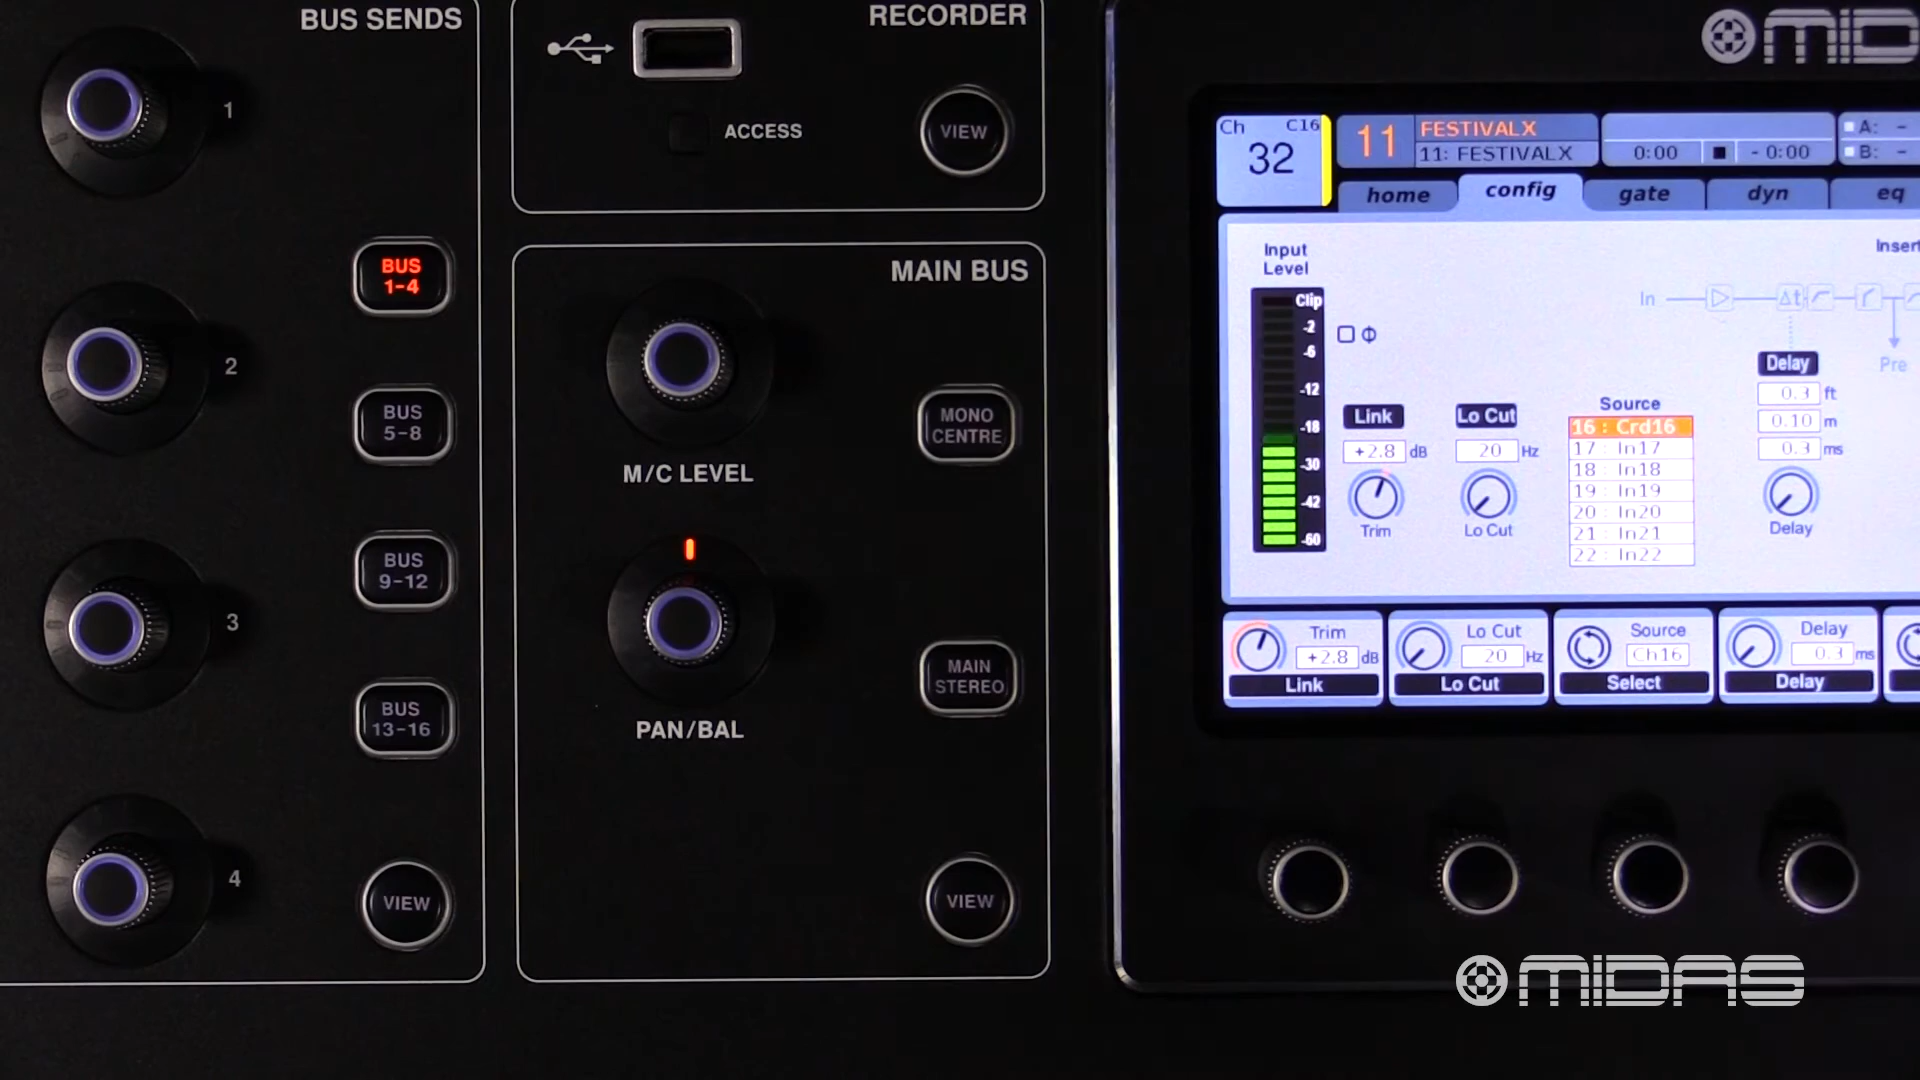 BUS SENDS
1
2
3
4
BUS
1-4
BUS
5-8
BUS
9-12
BUS
13-16
VIEW
RECORDER
ACCESS
VIEW
MAIN BUS
M/C LEVEL
MONO
CENTRE
PAN/BAL
MAIN
STEREO
VIEW
Ch C16
32
11
FESTIVALX
11: FESTIVALX
0:00 - 0:00
A: -
B: -
home config gate dyn eq
Input
Level
Clip
-2
-6
-12
-18
-30
-42
-60
Φ
Link
+2.8 dB
Trim
Lo Cut
20 Hz
Lo Cut
Source
16 : Crd16
17 : In17
18 : In18
19 : In19
20 : In20
21 : In21
22 : In22
Insert
In
Δt
Pre
Delay
0.3 ft
0.10 m
0.3 ms
Delay
Trim
+2.8 dB
Link
Lo Cut
20 Hz
Lo Cut
Source
Ch16
Select
Delay
0.3 ms
Delay
MIDAS